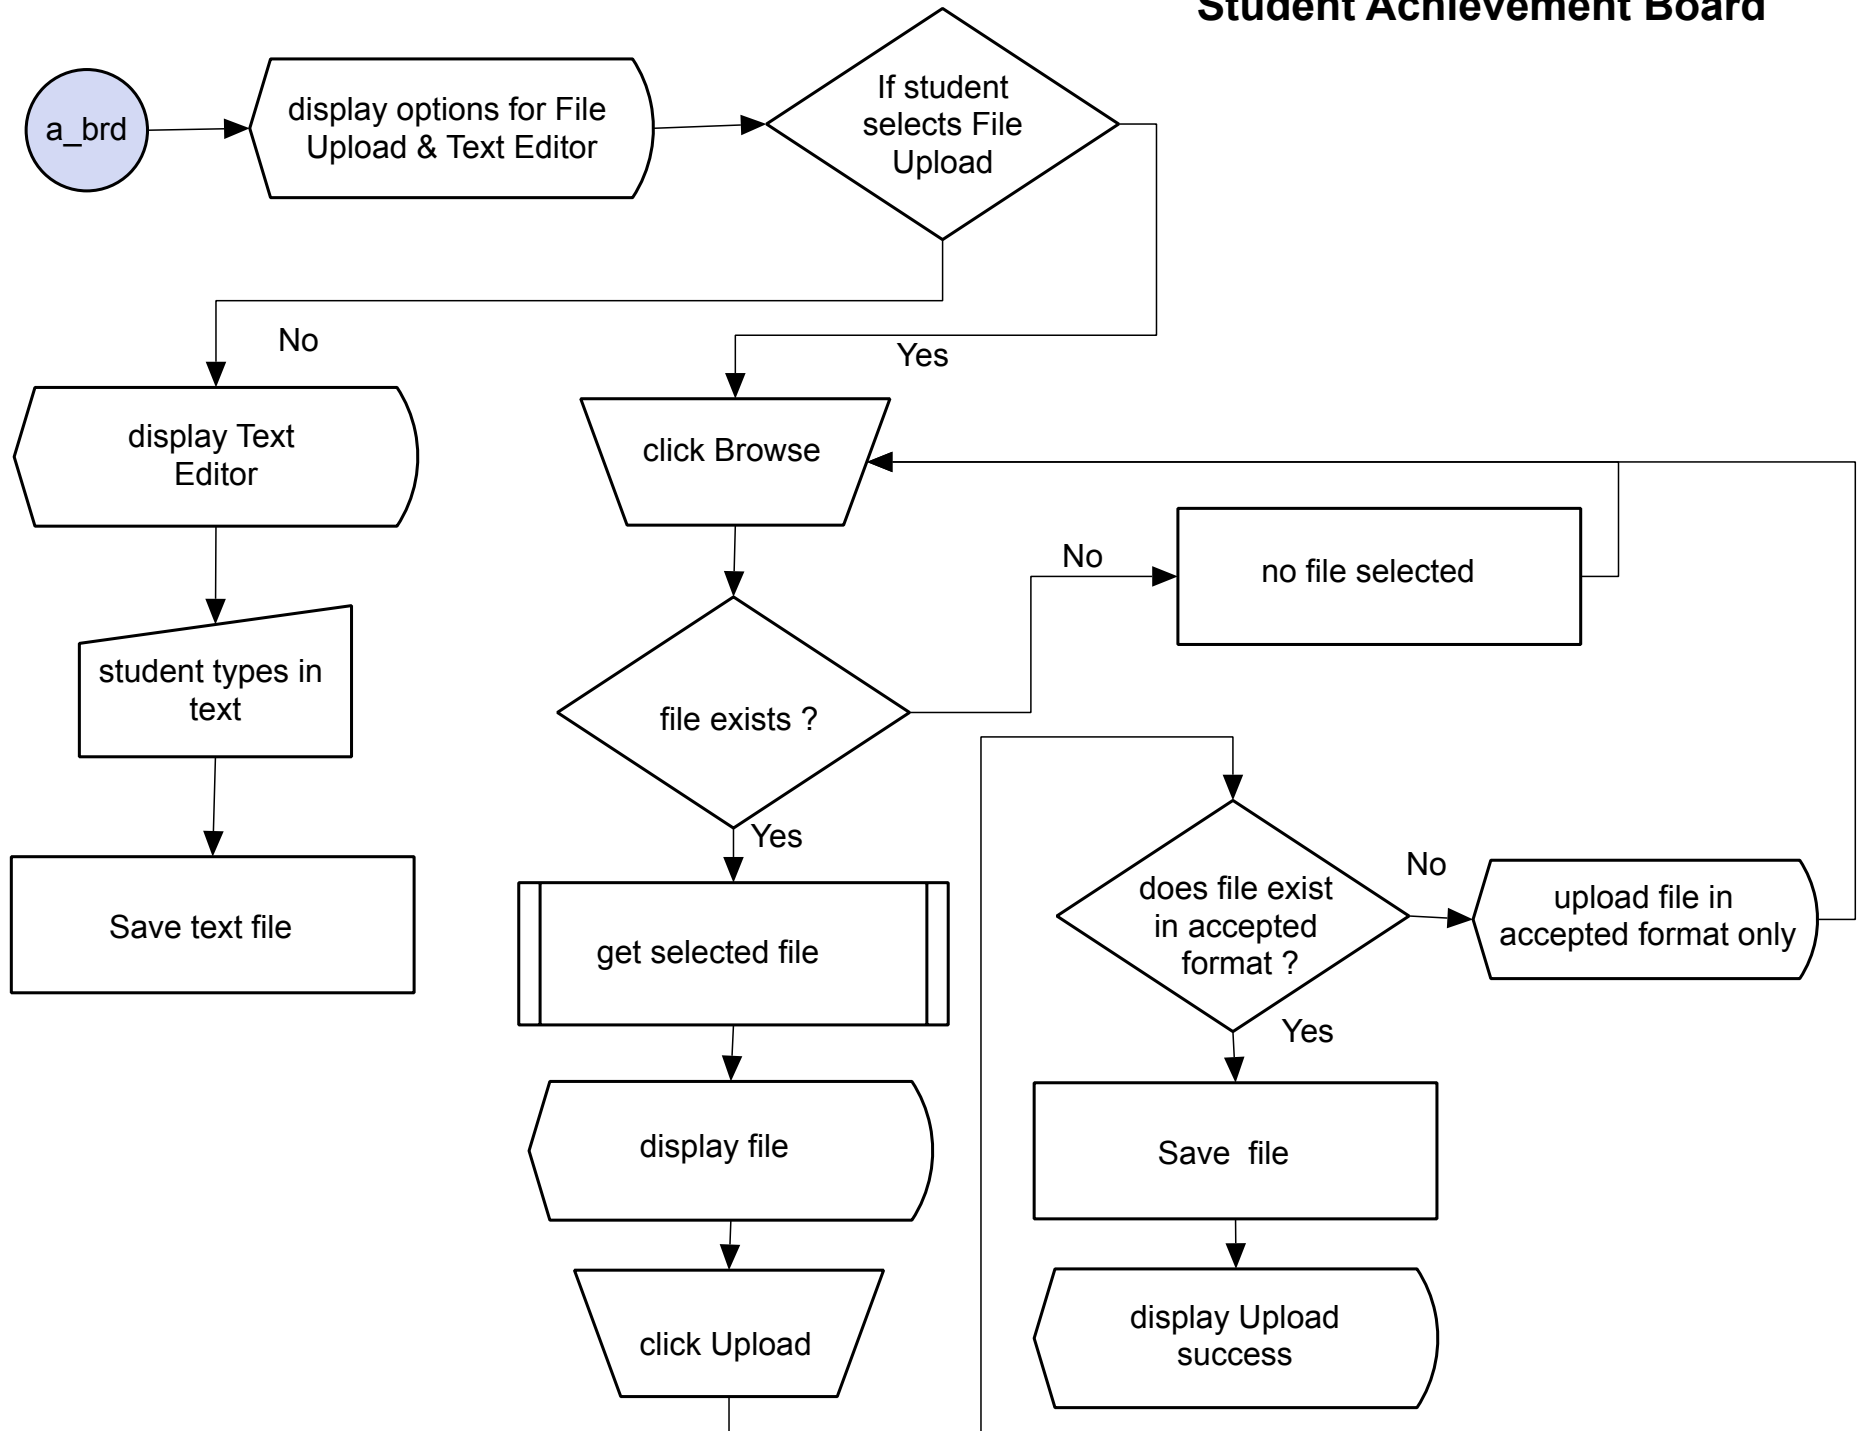 Student Achievement Board
a_brd
display options for File
Upload & Text Editor
If student
selects File
Upload
No
Yes
display Text
Editor
click Browse
No
no file selected
student types in
text
file exists ?
Yes
Save text file
get selected file
does file exist
in accepted
format ?
No
upload file in
accepted format only
Yes
display file
Save  file
click Upload
display Upload
success